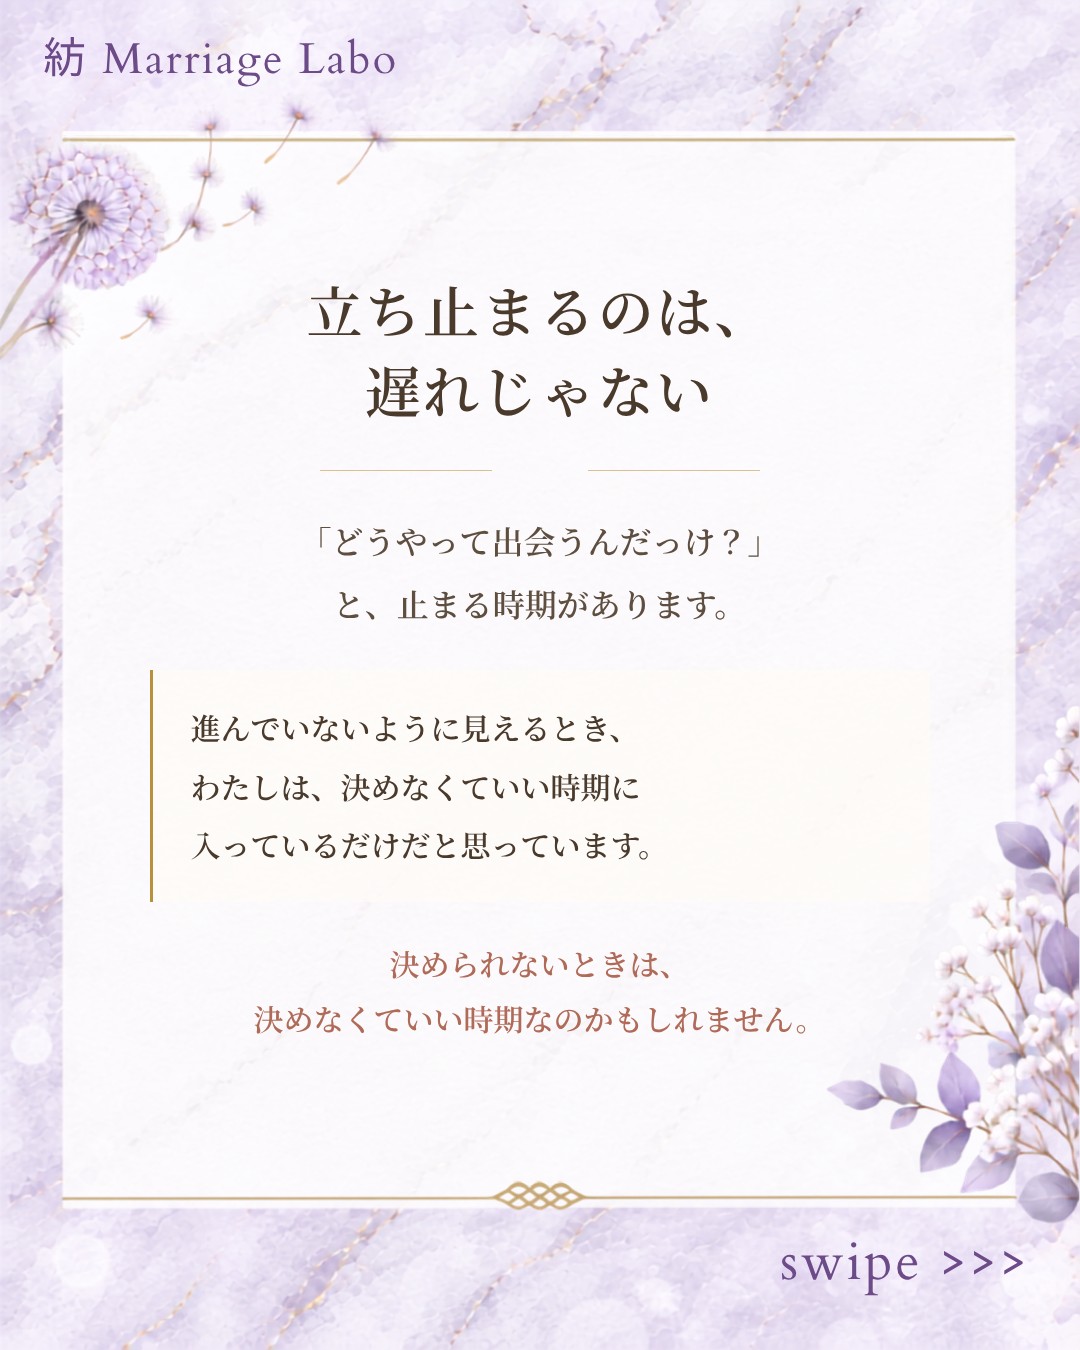 紡 Marriage Labo
立ち止まるのは、
遅れじゃない
「どうやって出会うんだっけ？」
と、止まる時期があります。
進んでいないように見えるとき、
わたしは、決めなくていい時期に
入っているだけだと思っています。
決められないときは、
決めなくていい時期なのかもしれません。
swipe >>>